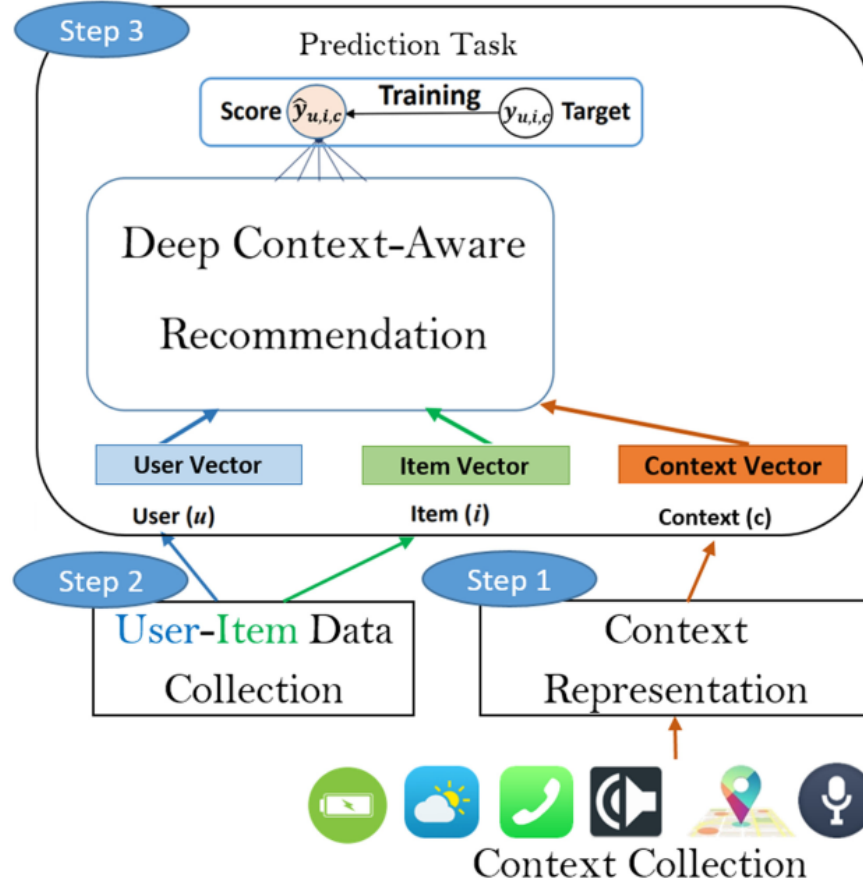 Step 3
Prediction Task
Score ŷu,i,c Training yu,i,c Target
Deep Context-Aware
Recommendation
User Vector Item Vector Context Vector
User (u) Item (i) Context (c)
Step 2 Step 1
User-Item Data
Collection
Context
Representation
Context Collection